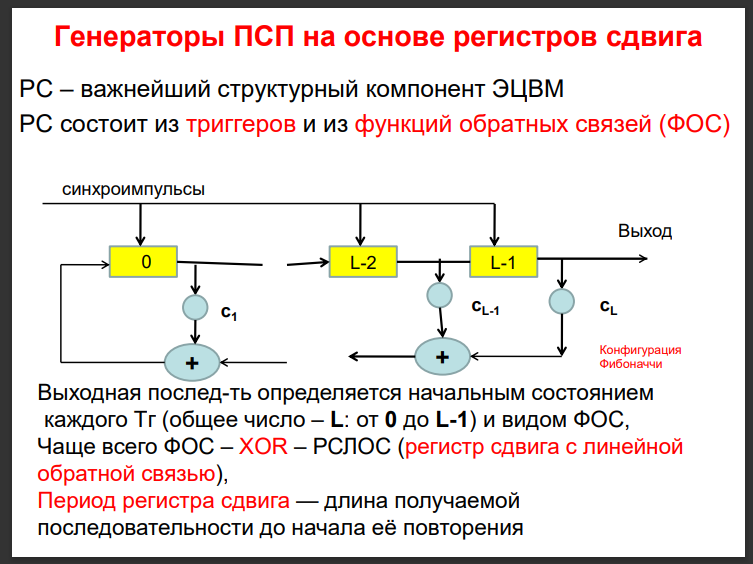 Генераторы ПСП на основе регистров сдвига
РС – важнейший структурный компонент ЭЦВМ
РС состоит из триггеров и из функций обратных связей (ФОС)
синхроимпульсы
Выход
0
L-2
L-1
c1
cL-1
cL
+
+
Конфигурация
Фибоначчи
Выходная послед-ть определяется начальным состоянием
каждого Тг (общее число – L: от 0 до L-1) и видом ФОС,
Чаще всего ФОС – XOR – РСЛОС (регистр сдвига с линейной
обратной связью),
Период регистра сдвига — длина получаемой
последовательности до начала её повторения